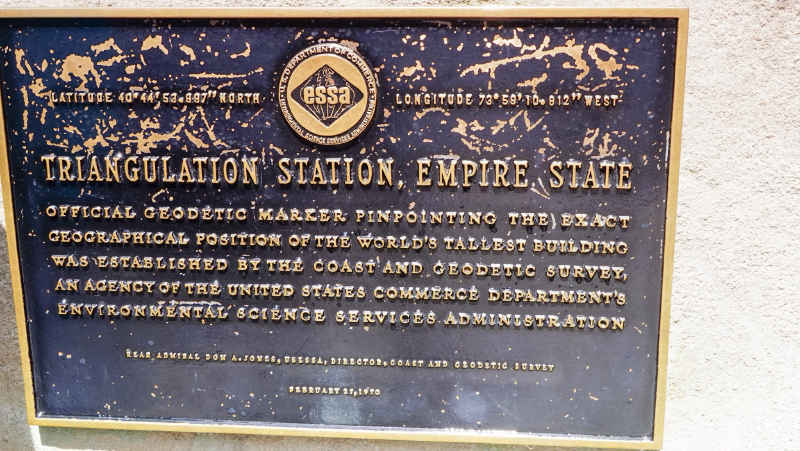 U.S. DEPARTMENT OF COMMERCE
essa
ENVIRONMENTAL SCIENCE SERVICES ADMINISTRATION
LATITUDE 40°44'53.997" NORTH
LONGITUDE 73°59'10.812" WEST
TRIANGULATION STATION, EMPIRE STATE
OFFICIAL GEODETIC MARKER PINPOINTING THE EXACT
GEOGRAPHICAL POSITION OF THE WORLD'S TALLEST BUILDING
WAS ESTABLISHED BY THE COAST AND GEODETIC SURVEY,
AN AGENCY OF THE UNITED STATES COMMERCE DEPARTMENT'S
ENVIRONMENTAL SCIENCE SERVICES ADMINISTRATION
REAR ADMIRAL DON A. JONES, USESSA, DIRECTOR, COAST AND GEODETIC SURVEY
FEBRUARY 27, 1970